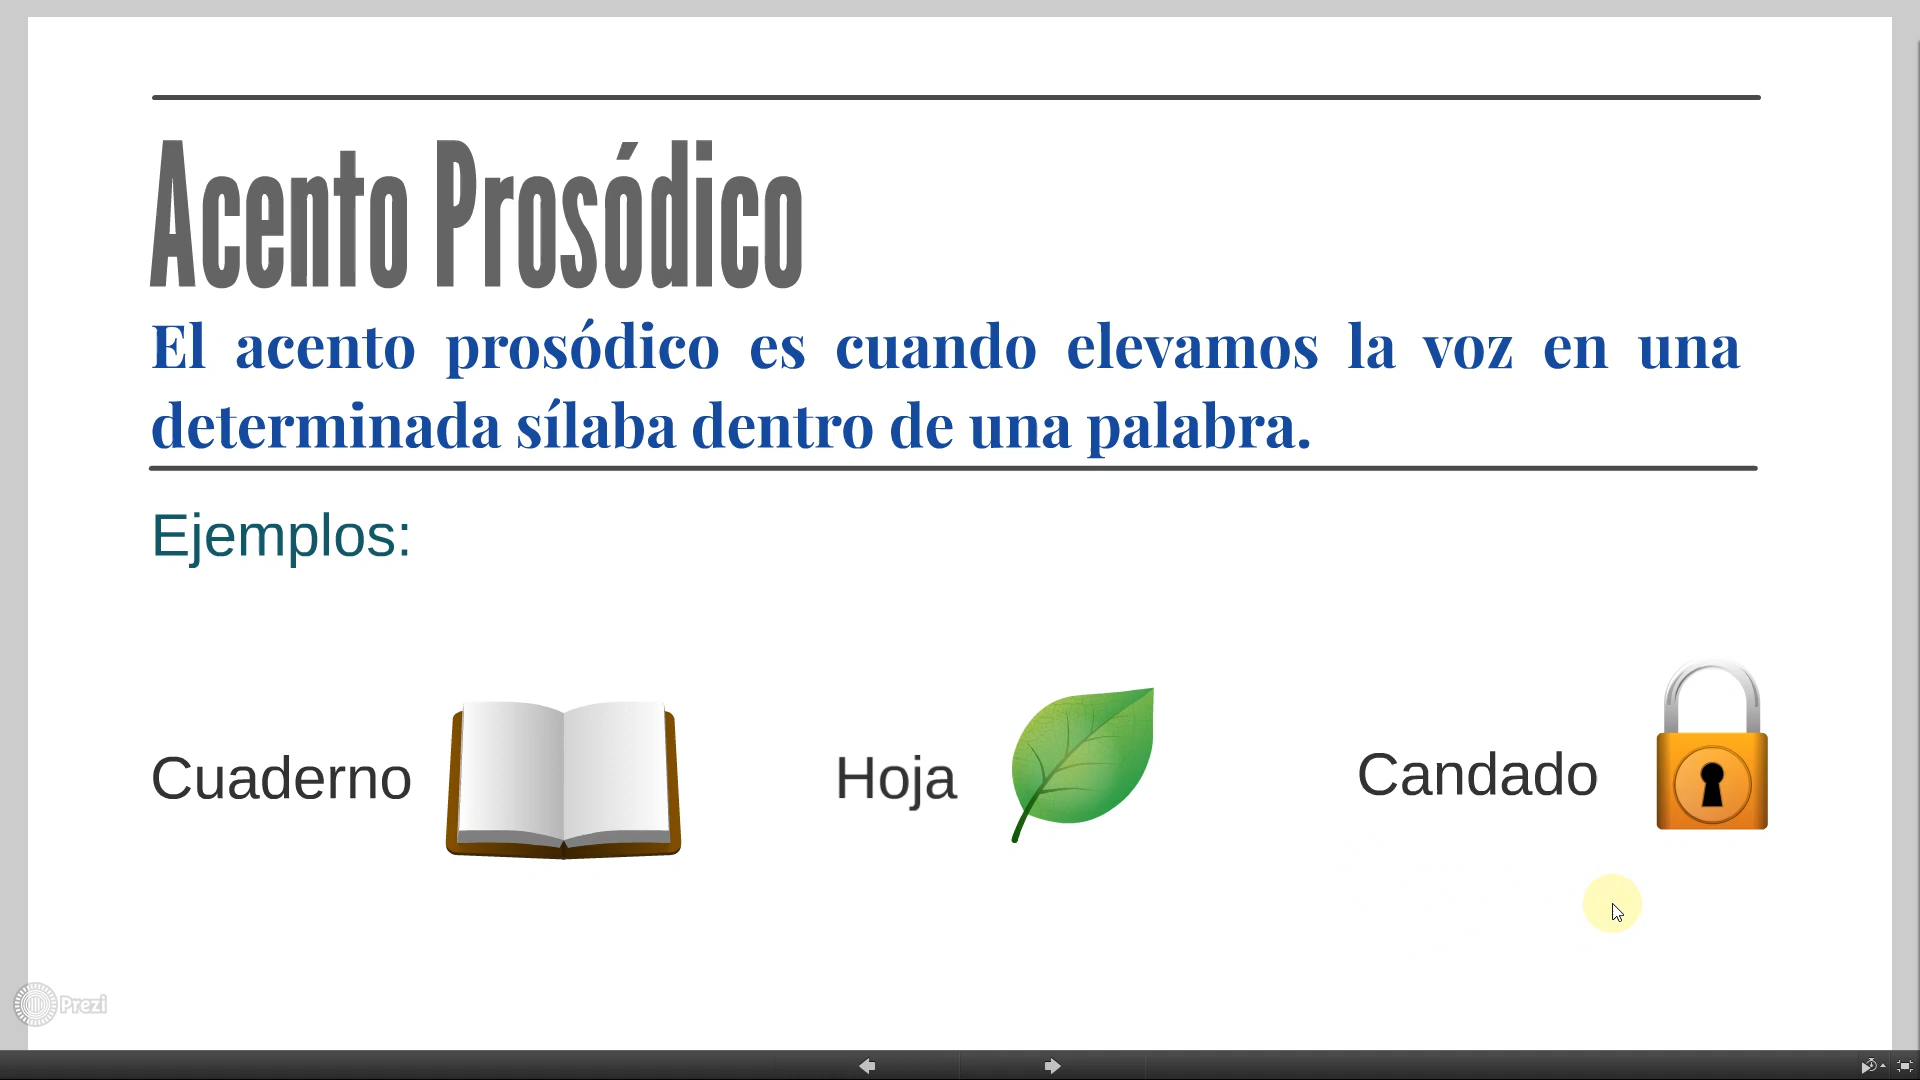 Acento Prosódico
El acento prosódico es cuando elevamos la voz en una
determinada sílaba dentro de una palabra.
Ejemplos:
Cuaderno
Hoja
Candado
Prezi